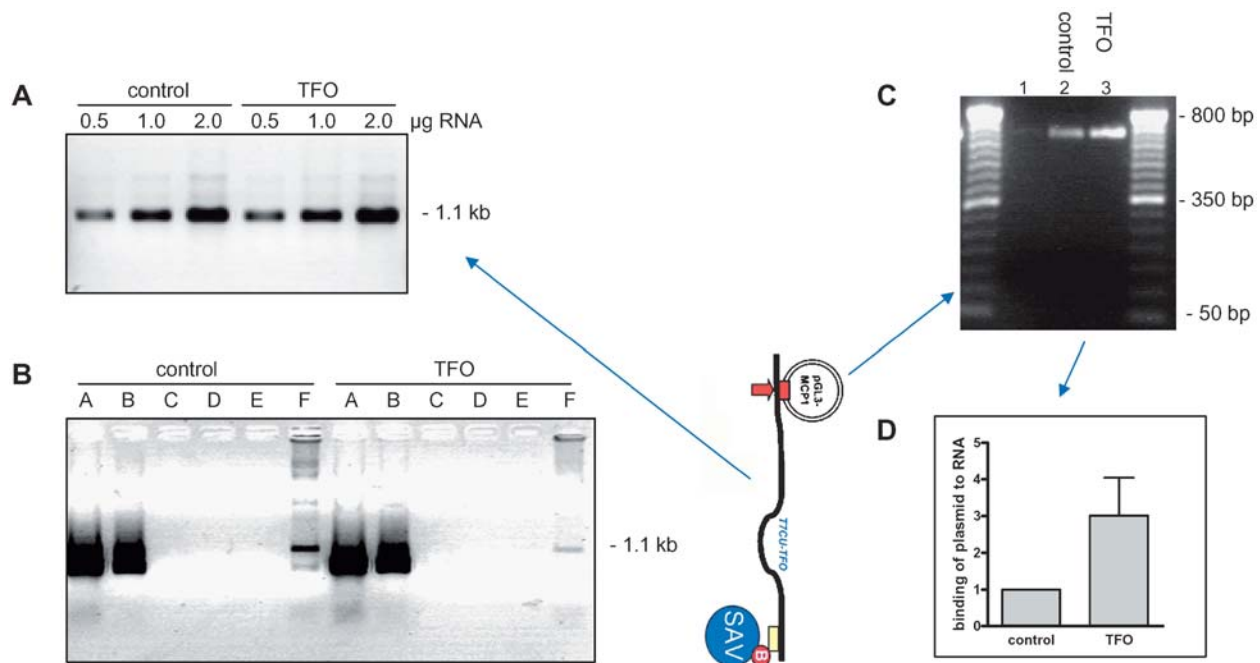 A
control TFO
0.5 1.0 2.0 0.5 1.0 2.0 µg RNA
- 1.1 kb
B
control TFO
A B C D E F A B C D E F
- 1.1 kb
pGL3-
MCP1
T7CU-TFO
SAV
B
C
control TFO
1 2 3
- 800 bp
- 350 bp
- 50 bp
D
binding of plasmid to RNA
5
4
3
2
1
0
control TFO